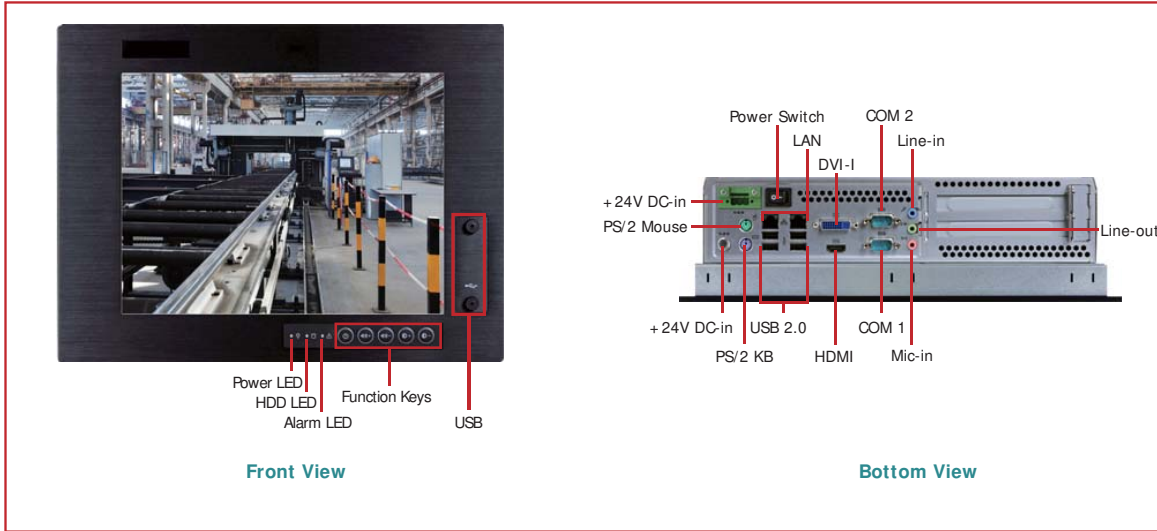 Power LED
HDD LED
Alarm LED
Function Keys
USB
Front View
Power Switch
COM 2
LAN
Line-in
DVI-I
+24V DC-in
PS/2 Mouse
Line-out
+24V DC-in
USB 2.0
COM 1
PS/2 KB
HDMI
Mic-in
Bottom View